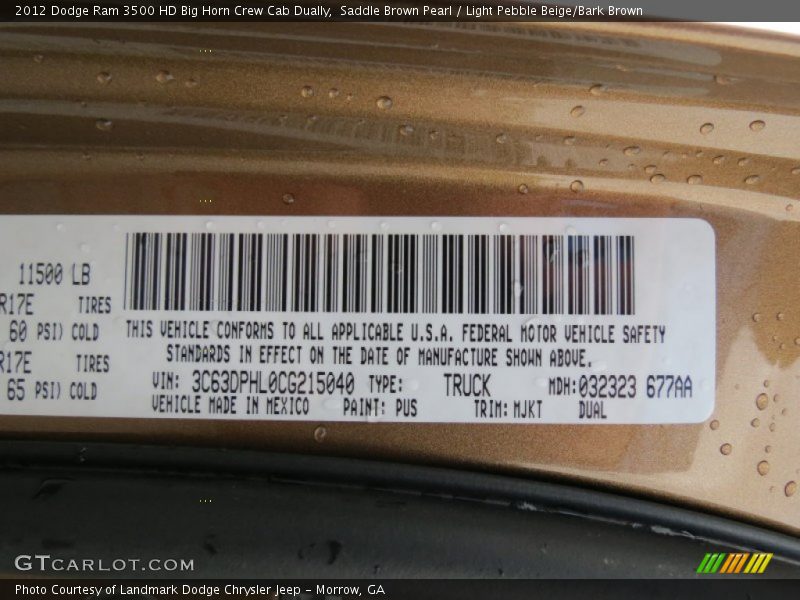 2012 Dodge Ram 3500 HD Big Horn Crew Cab Dually, Saddle Brown Pearl / Light Pebble Beige/Bark Brown
11500 LB
R17E TIRES
60 PSI) COLD
R17E TIRES
65 PSI) COLD
THIS VEHICLE CONFORMS TO ALL APPLICABLE U.S.A. FEDERAL MOTOR VEHICLE SAFETY
STANDARDS IN EFFECT ON THE DATE OF MANUFACTURE SHOWN ABOVE.
VIN: 3C63DPHL0CG215040 TYPE: TRUCK MDH:032323 677AA
VEHICLE MADE IN MEXICO PAINT: PUS TRIM: MJKT DUAL
GTCARLOT.COM
Photo Courtesy of Landmark Dodge Chrysler Jeep - Morrow, GA